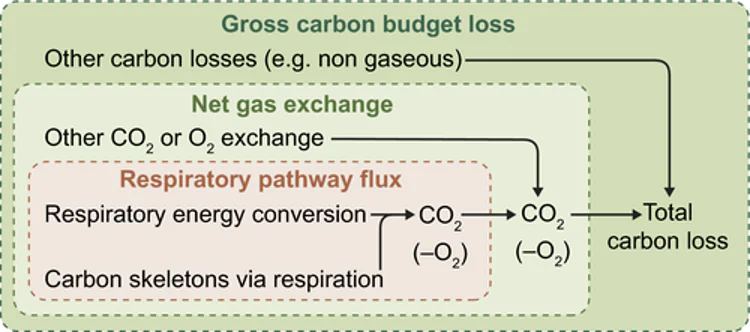 Gross carbon budget loss
Other carbon losses (e.g. non gaseous)
Net gas exchange
Other CO₂ or O₂ exchange
Respiratory pathway flux
Respiratory energy conversion
CO₂
(–O₂)
CO₂
(–O₂)
Total
carbon loss
Carbon skeletons via respiration